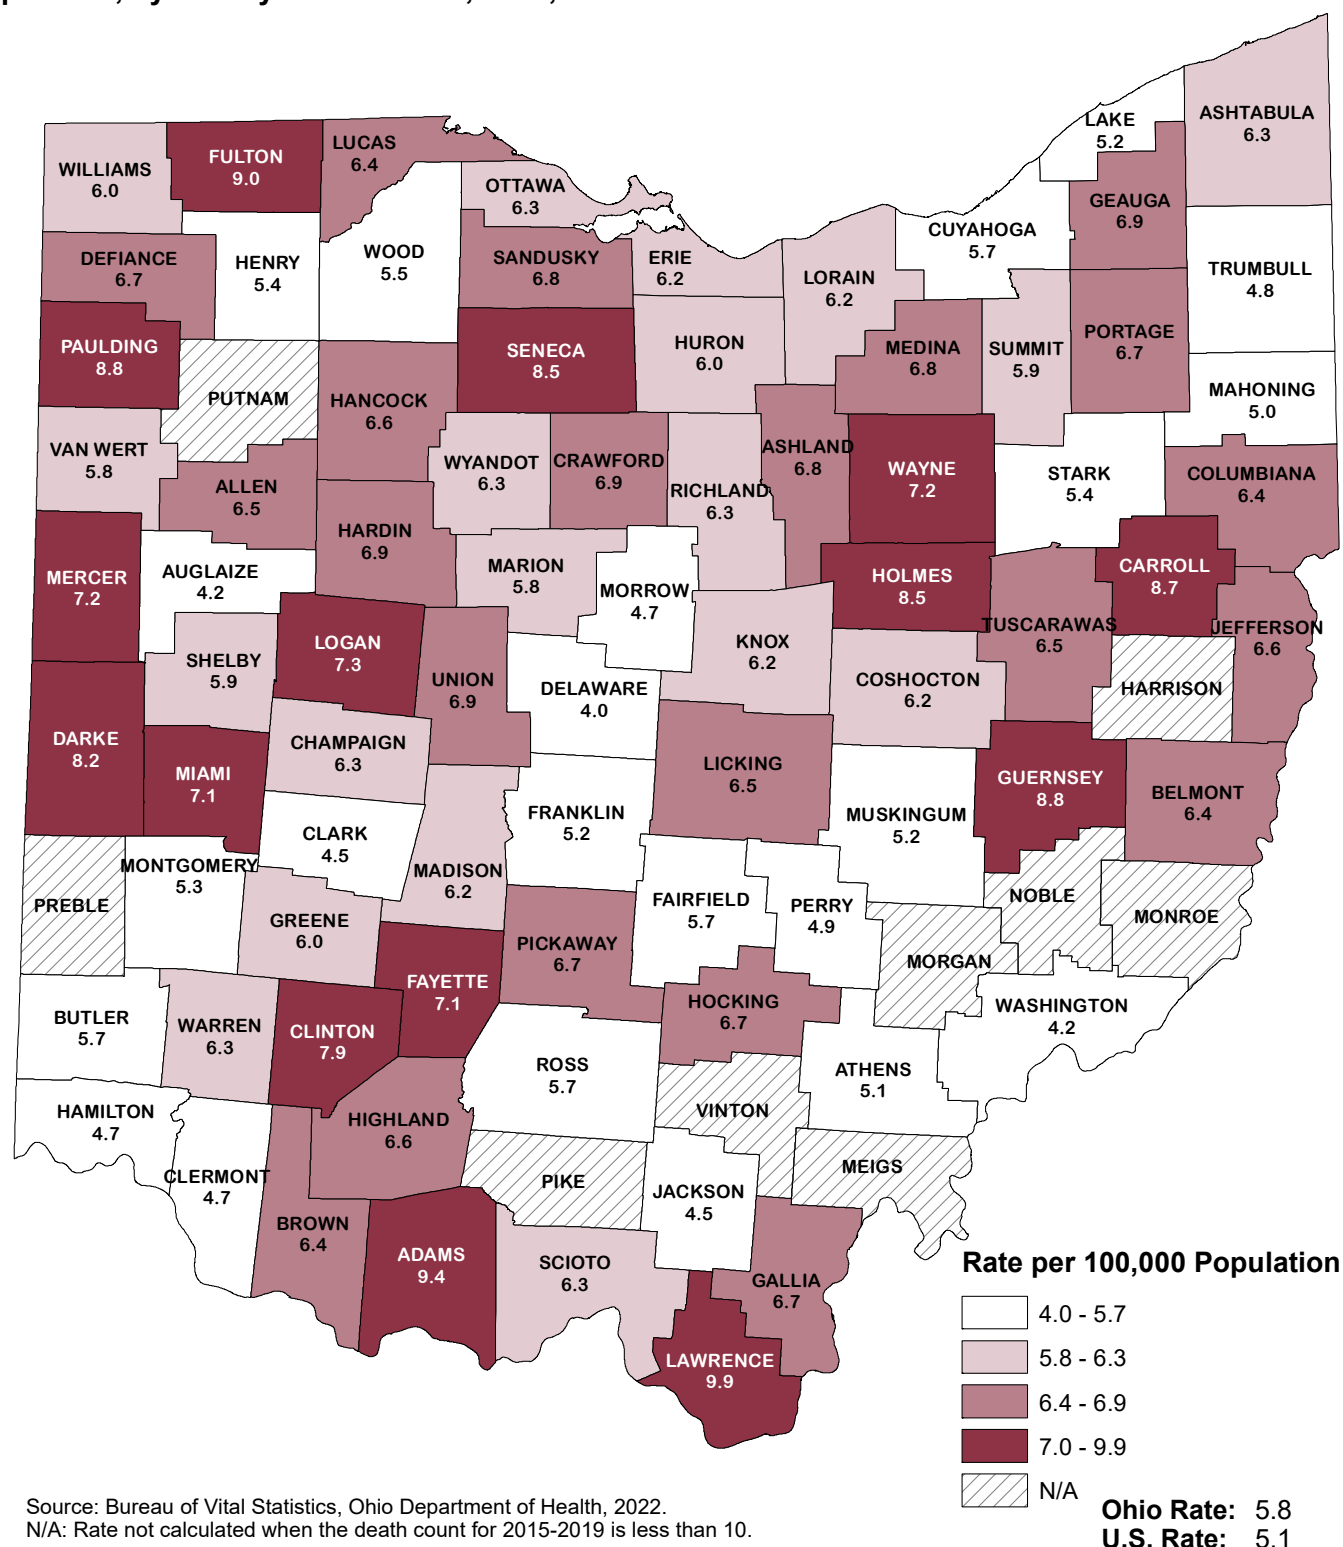 LAKE
5.2
ASHTABULA
6.3
WILLIAMS
6.0
FULTON
9.0
LUCAS
6.4
OTTAWA
6.3
GEAUGA
6.9
CUYAHOGA
5.7
DEFIANCE
6.7
HENRY
5.4
WOOD
5.5
SANDUSKY
6.8
ERIE
6.2
LORAIN
6.2
TRUMBULL
4.8
PAULDING
8.8
SENECA
8.5
HURON
6.0
MEDINA
6.8
SUMMIT
5.9
PORTAGE
6.7
PUTNAM
HANCOCK
6.6
MAHONING
5.0
VAN WERT
5.8
ALLEN
6.5
WYANDOT
6.3
CRAWFORD
6.9
RICHLAND
6.3
ASHLAND
6.8
WAYNE
7.2
STARK
5.4
COLUMBIANA
6.4
HARDIN
6.9
MERCER
7.2
AUGLAIZE
4.2
MARION
5.8
MORROW
4.7
HOLMES
8.5
CARROLL
8.7
TUSCARAWAS
6.5
JEFFERSON
6.6
LOGAN
7.3
SHELBY
5.9
UNION
6.9
DELAWARE
4.0
KNOX
6.2
COSHOCTON
6.2
HARRISON
DARKE
8.2
MIAMI
7.1
CHAMPAIGN
6.3
LICKING
6.5
GUERNSEY
8.8
BELMONT
6.4
CLARK
4.5
FRANKLIN
5.2
MUSKINGUM
5.2
PREBLE
MONTGOMERY
5.3
MADISON
6.2
FAIRFIELD
5.7
PERRY
4.9
NOBLE
MONROE
GREENE
6.0
PICKAWAY
6.7
MORGAN
FAYETTE
7.1
HOCKING
6.7
WASHINGTON
4.2
BUTLER
5.7
WARREN
6.3
CLINTON
7.9
ROSS
5.7
ATHENS
5.1
HAMILTON
4.7
HIGHLAND
6.6
VINTON
CLERMONT
4.7
PIKE
JACKSON
4.5
MEIGS
BROWN
6.4
ADAMS
9.4
SCIOTO
6.3
GALLIA
6.7
LAWRENCE
9.9
Rate per 100,000 Population
4.0 - 5.7
5.8 - 6.3
6.4 - 6.9
7.0 - 9.9
N/A
Ohio Rate: 5.8
U.S. Rate: 5.1
Source: Bureau of Vital Statistics, Ohio Department of Health, 2022.
N/A: Rate not calculated when the death count for 2015-2019 is less than 10.